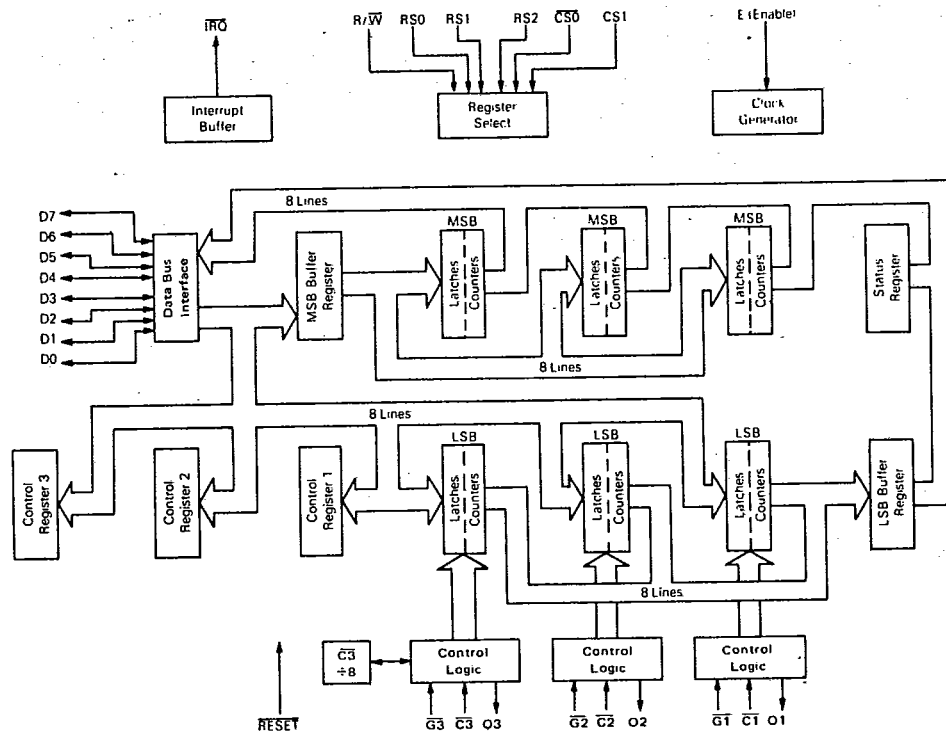 IRQ
R/W RS0 RS1 RS2 CS0 CS1
E (Enable)
Interrupt
Buffer
Register
Select
Clock
Generator
8 Lines
D7
D6
D5
D4
D3
D2
D1
D0
Data Bus
Interface
MSB Buffer
Register
MSB
Latches
Counters
MSB
Latches
Counters
MSB
Latches
Counters
Status
Register
8 Lines
8 Lines
Control
Register 3
Control
Register 2
Control
Register 1
LSB
Latches
Counters
LSB
Latches
Counters
LSB
Latches
Counters
LSB Buffer
Register
8 Lines
C3
÷8
Control
Logic
Control
Logic
Control
Logic
RESET
G3 C3 O3
G2 C2 O2
G1 C1 O1